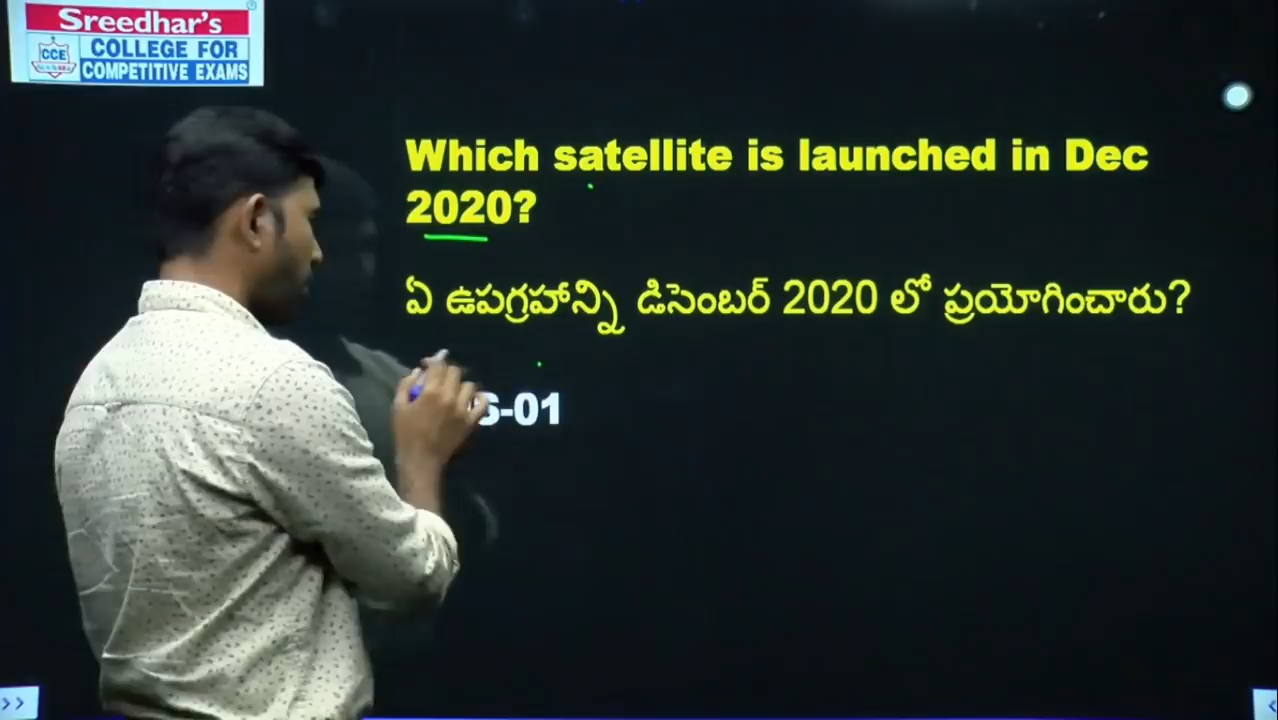 Sreedhar's
CCE
COLLEGE FOR
COMPETITIVE EXAMS
Which satellite is launched in Dec
2020?
ఏ ఉపగ్రహాన్ని డిసెంబర్ 2020 లో ప్రయోగించారు?
S-01
>>
<